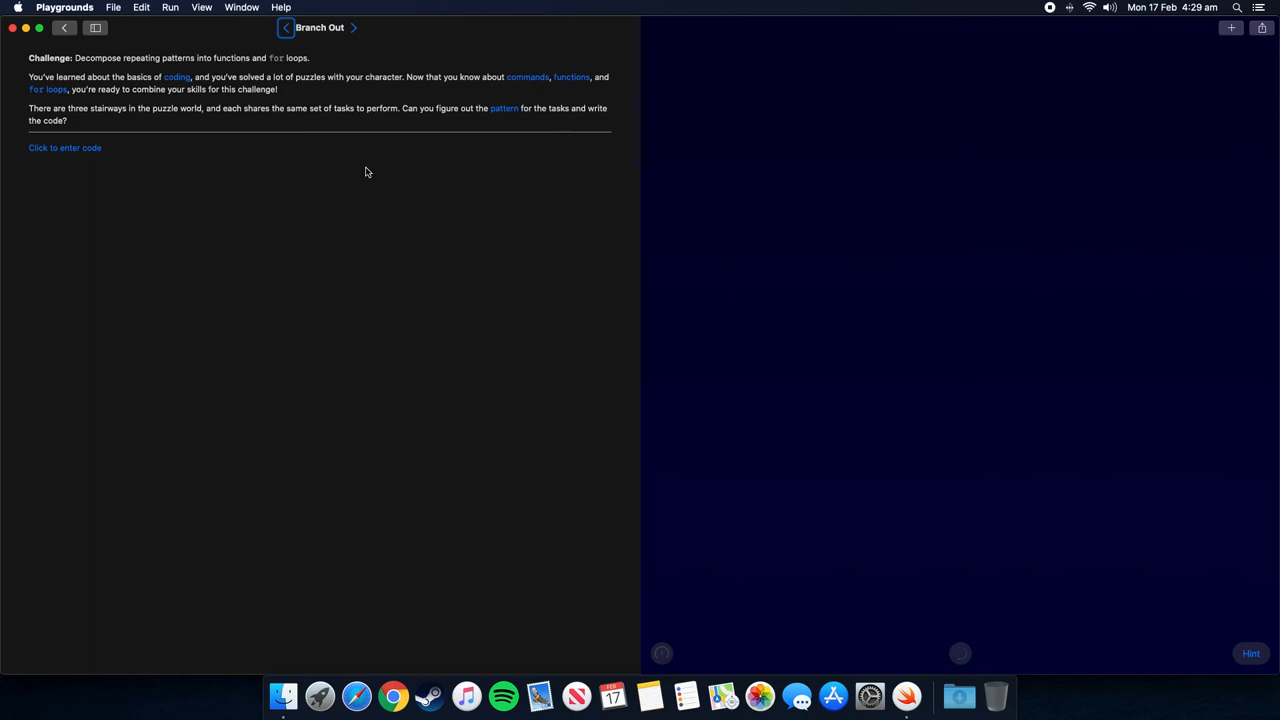 Playgrounds File Edit Run View Window Help Mon 17 Feb 4:29 am
Branch Out
Challenge: Decompose repeating patterns into functions and for loops.
You've learned about the basics of coding, and you've solved a lot of puzzles with your character. Now that you know about commands, functions, and
for loops, you're ready to combine your skills for this challenge!
There are three stairways in the puzzle world, and each shares the same set of tasks to perform. Can you figure out the pattern for the tasks and write
the code?
Click to enter code
Hint
FEB
17